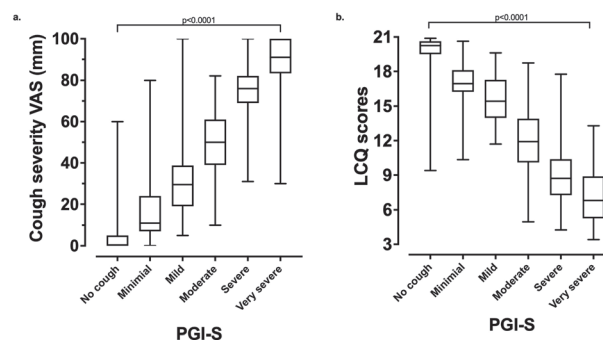 a.
p<0.0001
Cough severity VAS (mm)
100
80
60
40
20
0
No cough
Minimial
Mild
Moderate
Severe
Very severe
PGI-S
b.
p<0.0001
LCQ scores
21
18
15
12
9
6
3
No cough
Minimial
Mild
Moderate
Severe
Very severe
PGI-S